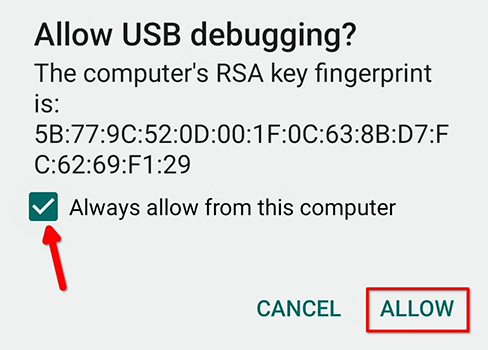 Allow USB debugging?
The computer's RSA key fingerprint
is:
5B:77:9C:52:0D:00:1F:0C:63:8B:D7:F
C:62:69:F1:29
Always allow from this computer
CANCEL ALLOW